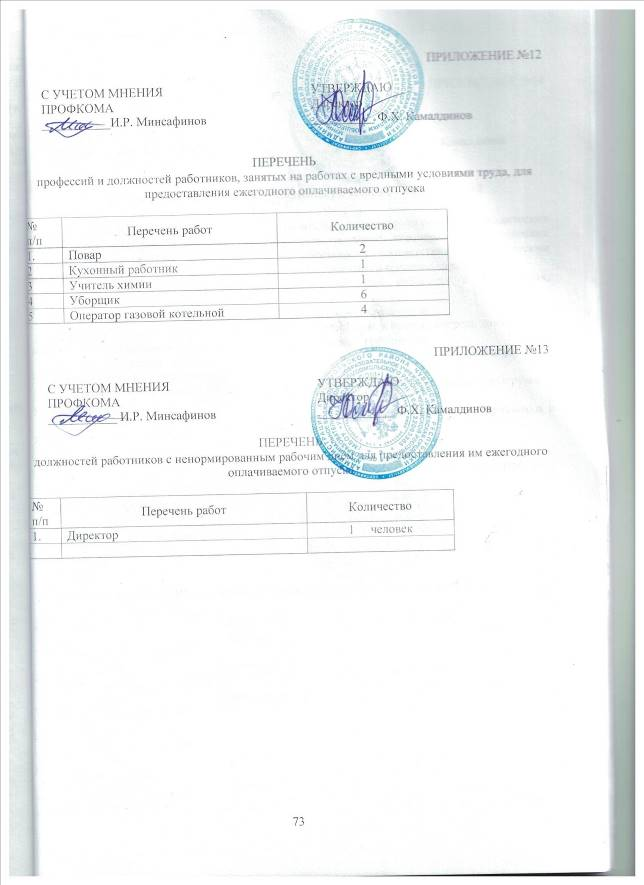 ПРИЛОЖЕНИЕ №12
С УЧЕТОМ МНЕНИЯ УТВЕРЖДАЮ
ПРОФКОМА
И.Р. Минсафинов Ф.Х. Камалдинов
ПЕРЕЧЕНЬ
профессий и должностей работников, занятых на работах с вредными условиями труда, для
предоставления ежегодного оплачиваемого отпуска
№ п/п Перечень работ Количество
1. Повар 2
2 Кухонный работник 1
3 Учитель химии 1
4 Уборщик 6
5 Оператор газовой котельной 4
ПРИЛОЖЕНИЕ №13
С УЧЕТОМ МНЕНИЯ УТВЕРЖДАЮ
ПРОФКОМА Директор
И.Р. Минсафинов Ф.Х. Камалдинов
ПЕРЕЧЕНЬ
должностей работников с ненормированным рабочим днем для предоставления им ежегодного
оплачиваемого отпуска
№ п/п Перечень работ Количество
1. Директор 1 человек
73